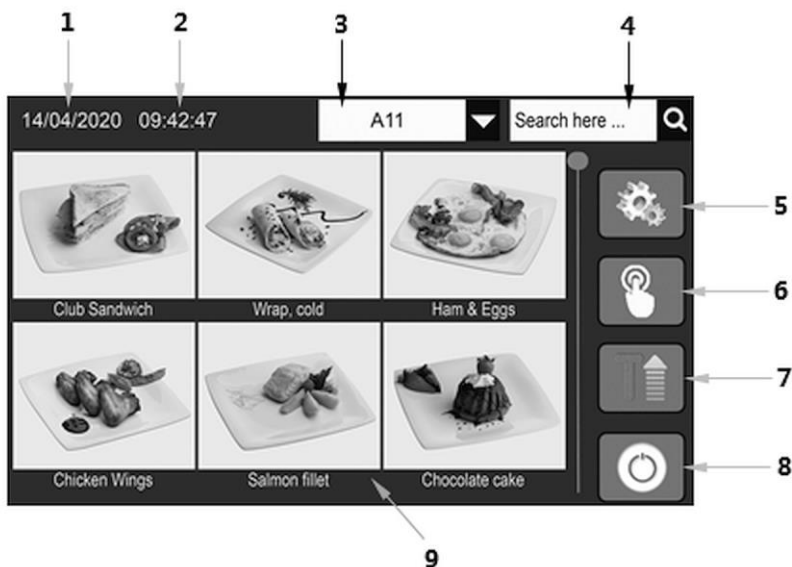 1 2 3 4
14/04/2020 09:42:47 A11 Search here ...
5
Club Sandwich Wrap, cold Ham & Eggs
6
7
Chicken Wings Salmon fillet Chocolate cake
8
9